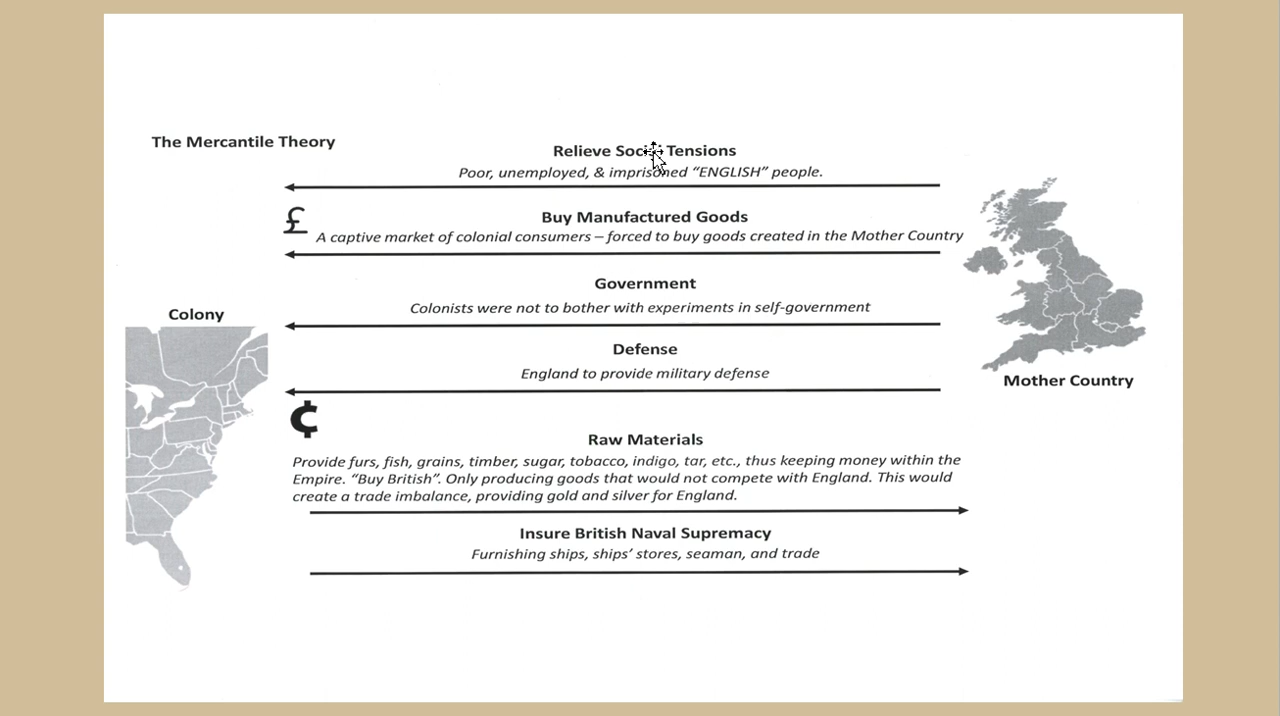 The Mercantile Theory
Relieve Tensions
Poor, unemployed, & imprisoned “ENGLISH” people.
£
Buy Manufactured Goods
A captive market of colonial consumers – forced to buy goods created in the Mother Country
Government
Colonists were not to bother with experiments in self-government
Colony
Defense
England to provide military defense
Mother Country
¢
Raw Materials
Provide furs, fish, grains, timber, sugar, tobacco, indigo, tar, etc., thus keeping money within the
Empire. “Buy British”. Only producing goods that would not compete with England. This would
create a trade imbalance, providing gold and silver for England.
Insure British Naval Supremacy
Furnishing ships, ships’ stores, seaman, and trade